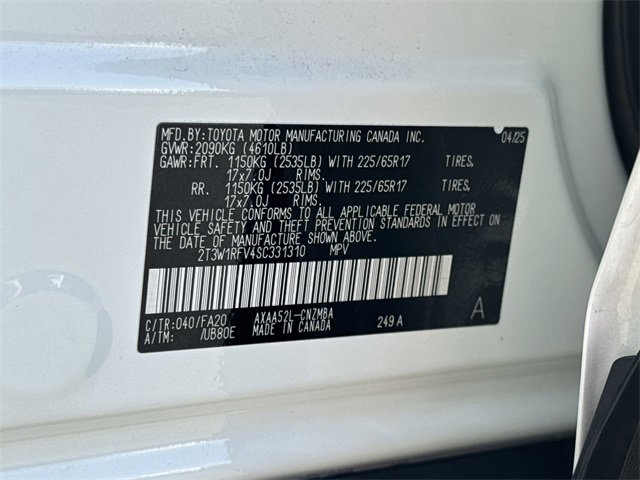 MFD.BY:TOYOTA MOTOR MANUFACTURING CANADA INC. 04/25
GVWR:2090KG (4610LB)
GAWR:FRT. 1150KG (2535LB) WITH 225/65R17 TIRES,
17x7.0J RIMS.
RR. 1150KG (2535LB) WITH 225/65R17 TIRES,
17x7.0J RIMS.
THIS VEHICLE CONFORMS TO ALL APPLICABLE FEDERAL MOTOR
VEHICLE SAFETY AND THEFT PREVENTION STANDARDS IN EFFECT ON
THE DATE OF MANUFACTURE SHOWN ABOVE.
2T3W1RFV4SC331310 MPV
C/TR:040/FA20 AXAA52L-CNZMBA A
A/TM: /UB80E MADE IN CANADA 249 A